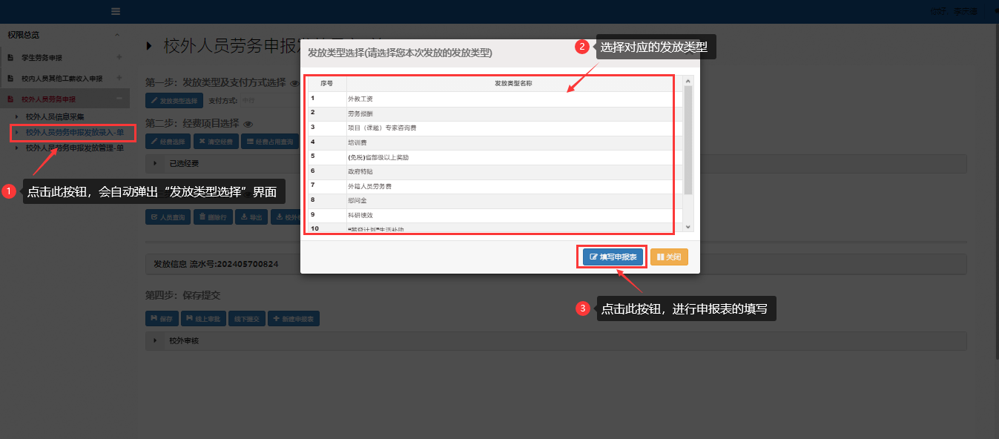 你好，李庆春
权限总览
学生劳务申报
校内人员其他工薪收入申报
校外人员劳务申报
校外人员信息采集
校外人员劳务申报发放录入-单
校外人员劳务申报发放管理-单
1
点击此按钮，会自动弹出“发放类型选择”界面
校外人员劳务申报发
第一步：发放类型及支付方式选择
发放类型选择
支付方式:
第二步：经费项目选择
经费选择
清空经费
经费占用查询
已选经费
人员查询
删除行
导出
校外
发放信息 流水号:202405700824
第四步：保存提交
保存
线上审批
线下提交
新建申报表
校外审核
发放类型选择(请选择您本次发放的发放类型)
2
选择对应的发放类型
序号
发放类型名称
1
外教工资
2
劳务报酬
3
项目（课题）专家咨询费
4
培训费
5
(免税)省部级以上奖励
6
政府特贴
7
外籍人员劳务费
8
慰问金
9
科研绩效
10
“攀登计划”生活补助
填写申报表
关闭
3
点击此按钮，进行申报表的填写